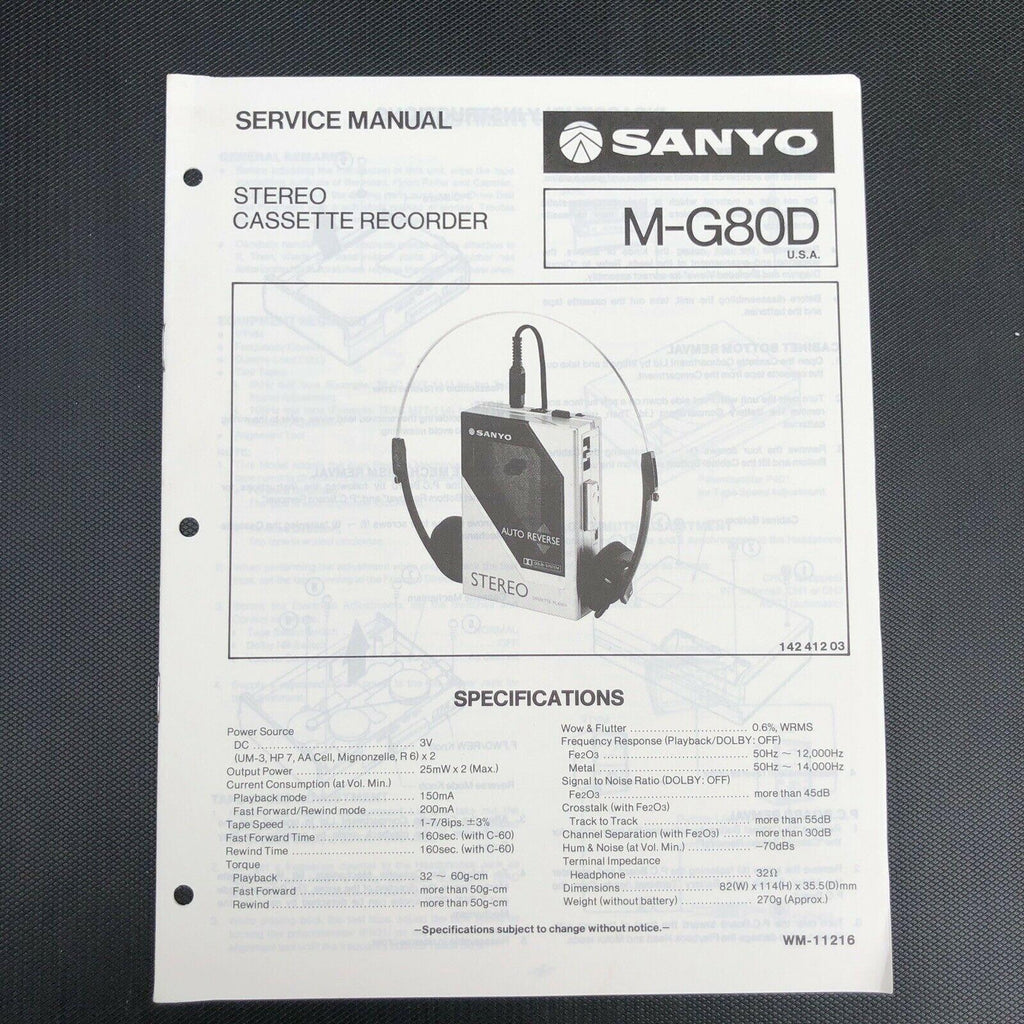 SERVICE MANUAL
SANYO
STEREO
CASSETTE RECORDER
M-G80D
U.S.A.
SANYO
AUTO REVERSE
STEREO
CASSETTE PLAYER
142 412 03
SPECIFICATIONS
Power Source
DC .......... 3V
(UM-3, HP 7, AA Cell, Mignonzelle, R 6) x 2
Output Power .......... 25mW x 2 (Max.)
Current Consumption (at Vol. Min.)
Playback mode .......... 150mA
Fast Forward/Rewind mode .......... 200mA
Tape Speed .......... 1-7/8ips. ±3%
Fast Forward Time .......... 160sec. (with C-60)
Rewind Time .......... 160sec. (with C-60)
Torque
Playback .......... 32 ~ 60g-cm
Fast Forward .......... more than 50g-cm
Rewind .......... more than 50g-cm
Wow & Flutter .......... 0.6%, WRMS
Frequency Response (Playback/DOLBY: OFF)
Fe2O3 .......... 50Hz ~ 12,000Hz
Metal .......... 50Hz ~ 14,000Hz
Signal to Noise Ratio (DOLBY: OFF)
Fe2O3 .......... more than 45dB
Crosstalk (with Fe2O3)
Track to Track .......... more than 55dB
Channel Separation (with Fe2O3) .......... more than 30dB
Hum & Noise (at Vol. Min.) .......... −70dBs
Terminal Impedance
Headphone .......... 32Ω
Dimensions .......... 82(W) x 114(H) x 35.5(D)mm
Weight (without battery) .......... 270g (Approx.)
—Specifications subject to change without notice.—
WM-11216